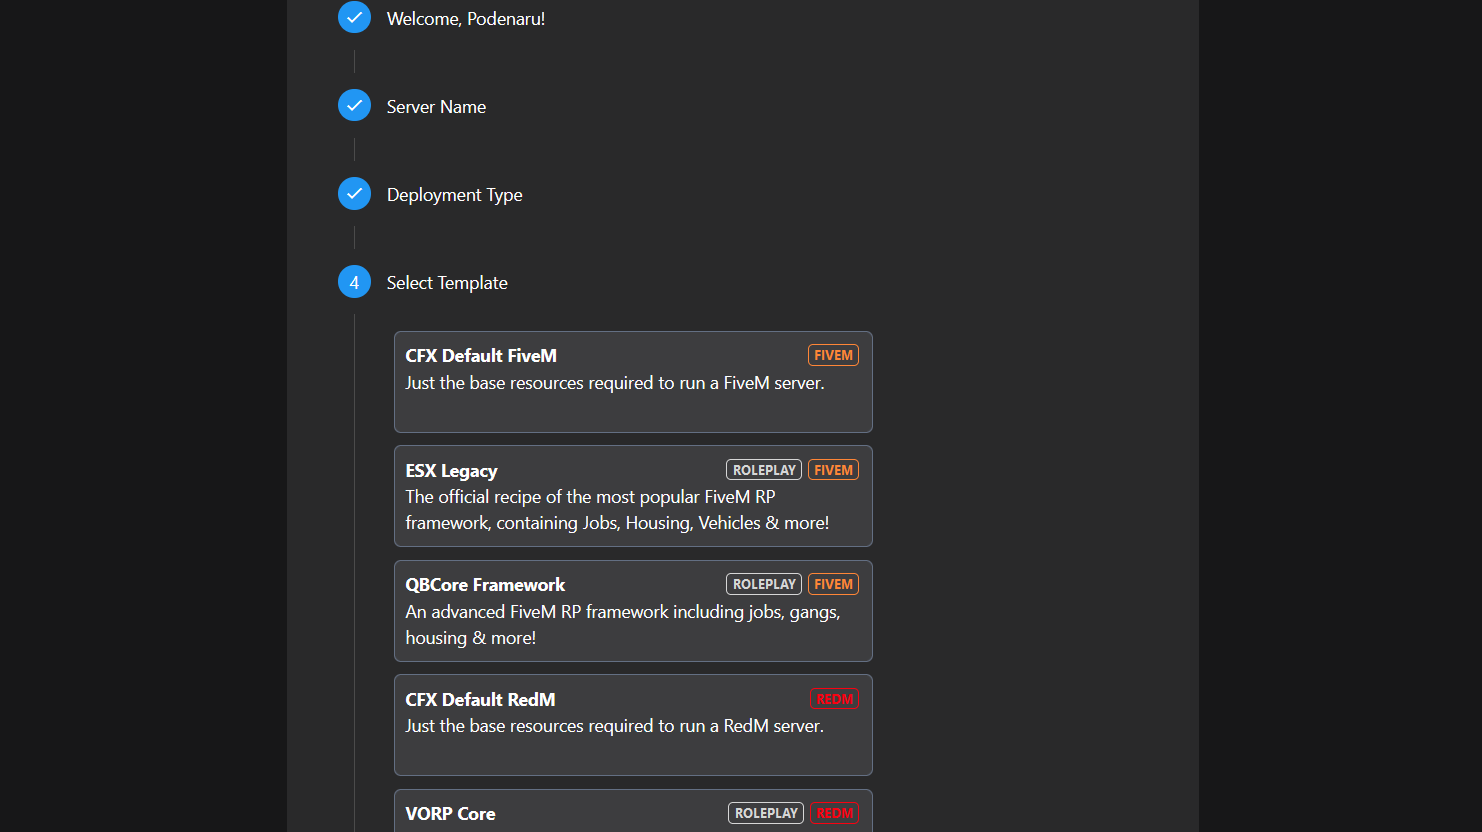 Welcome, Podenaru!
Server Name
Deployment Type
4 Select Template
CFX Default FiveM FIVEM
Just the base resources required to run a FiveM server.
ESX Legacy ROLEPLAY FIVEM
The official recipe of the most popular FiveM RP
framework, containing Jobs, Housing, Vehicles & more!
QBCore Framework ROLEPLAY FIVEM
An advanced FiveM RP framework including jobs, gangs,
housing & more!
CFX Default RedM REDM
Just the base resources required to run a RedM server.
VORP Core ROLEPLAY REDM